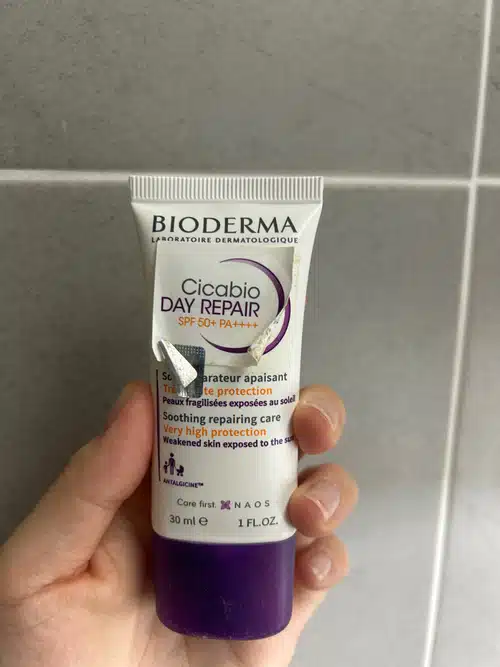 BIODERMA
LABORATOIRE DERMATOLOGIQUE
Cicabio
DAY REPAIR
SPF 50+ PA++++
apaisant
protection
Peaux fragilisées exposées au soleil
Soothing repairing care
Very high protection
Weakened skin exposed to the sun
ANTALGICINE™
Care first. NAOS
30 ml ℮ 1 FL.OZ.